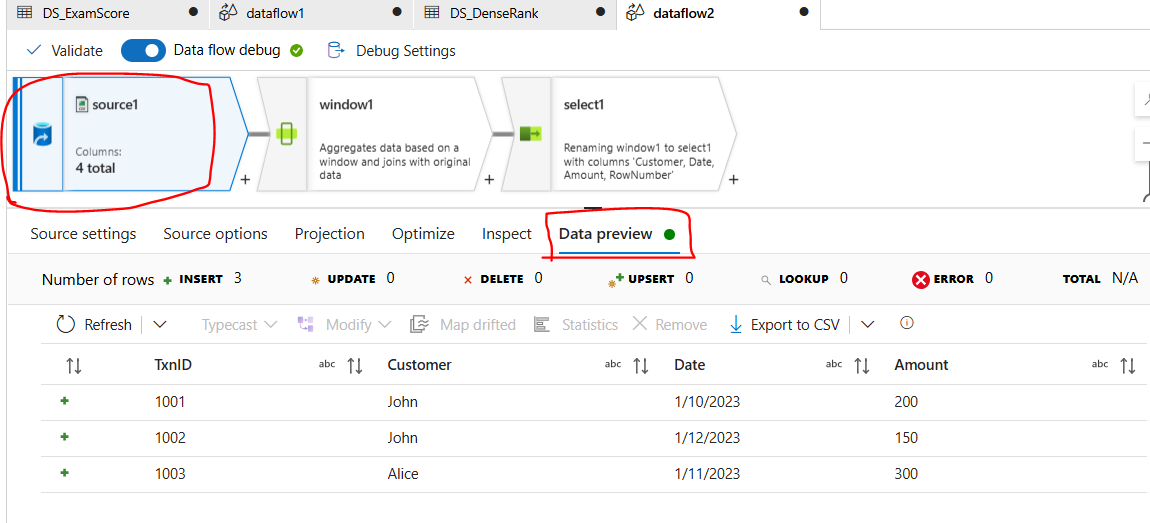 DS_ExamScore dataflow1 DS_DenseRank dataflow2
Validate Data flow debug Debug Settings
source1
Columns:
4 total
+
window1
Aggregates data based on a
window and joins with original
data
+
select1
Renaming window1 to select1
with columns 'Customer, Date,
Amount, RowNumber'
+
Source settings Source options Projection Optimize Inspect Data preview
Number of rows + INSERT 3 UPDATE 0 DELETE 0 UPSERT 0 LOOKUP 0 ERROR 0 TOTAL N/A
Refresh Typecast Modify Map drifted Statistics Remove Export to CSV
TxnID abc Customer abc Date abc Amount abc
+ 1001 John 1/10/2023 200
+ 1002 John 1/12/2023 150
+ 1003 Alice 1/11/2023 300